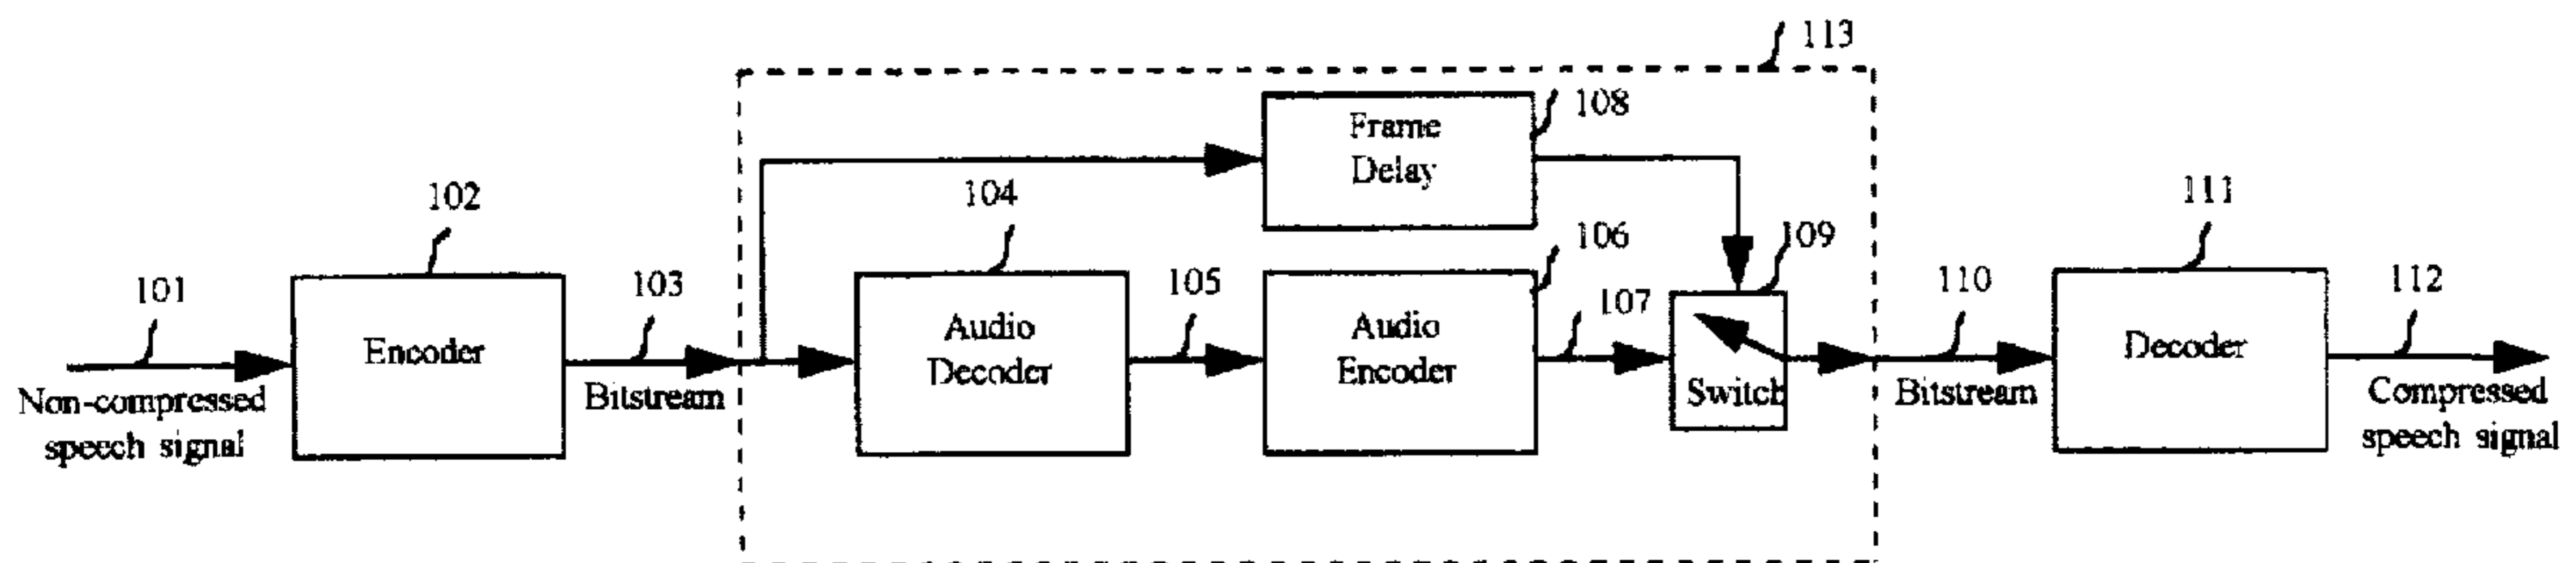 113
108
Frame
Delay
102
104
111
106
109
101
103
105
107
110
112
Encoder
Audio
Decoder
Audio
Encoder
Switch
Decoder
Non-compressed
speech signal
Bitstream
Bitstream
Compressed
speech signal